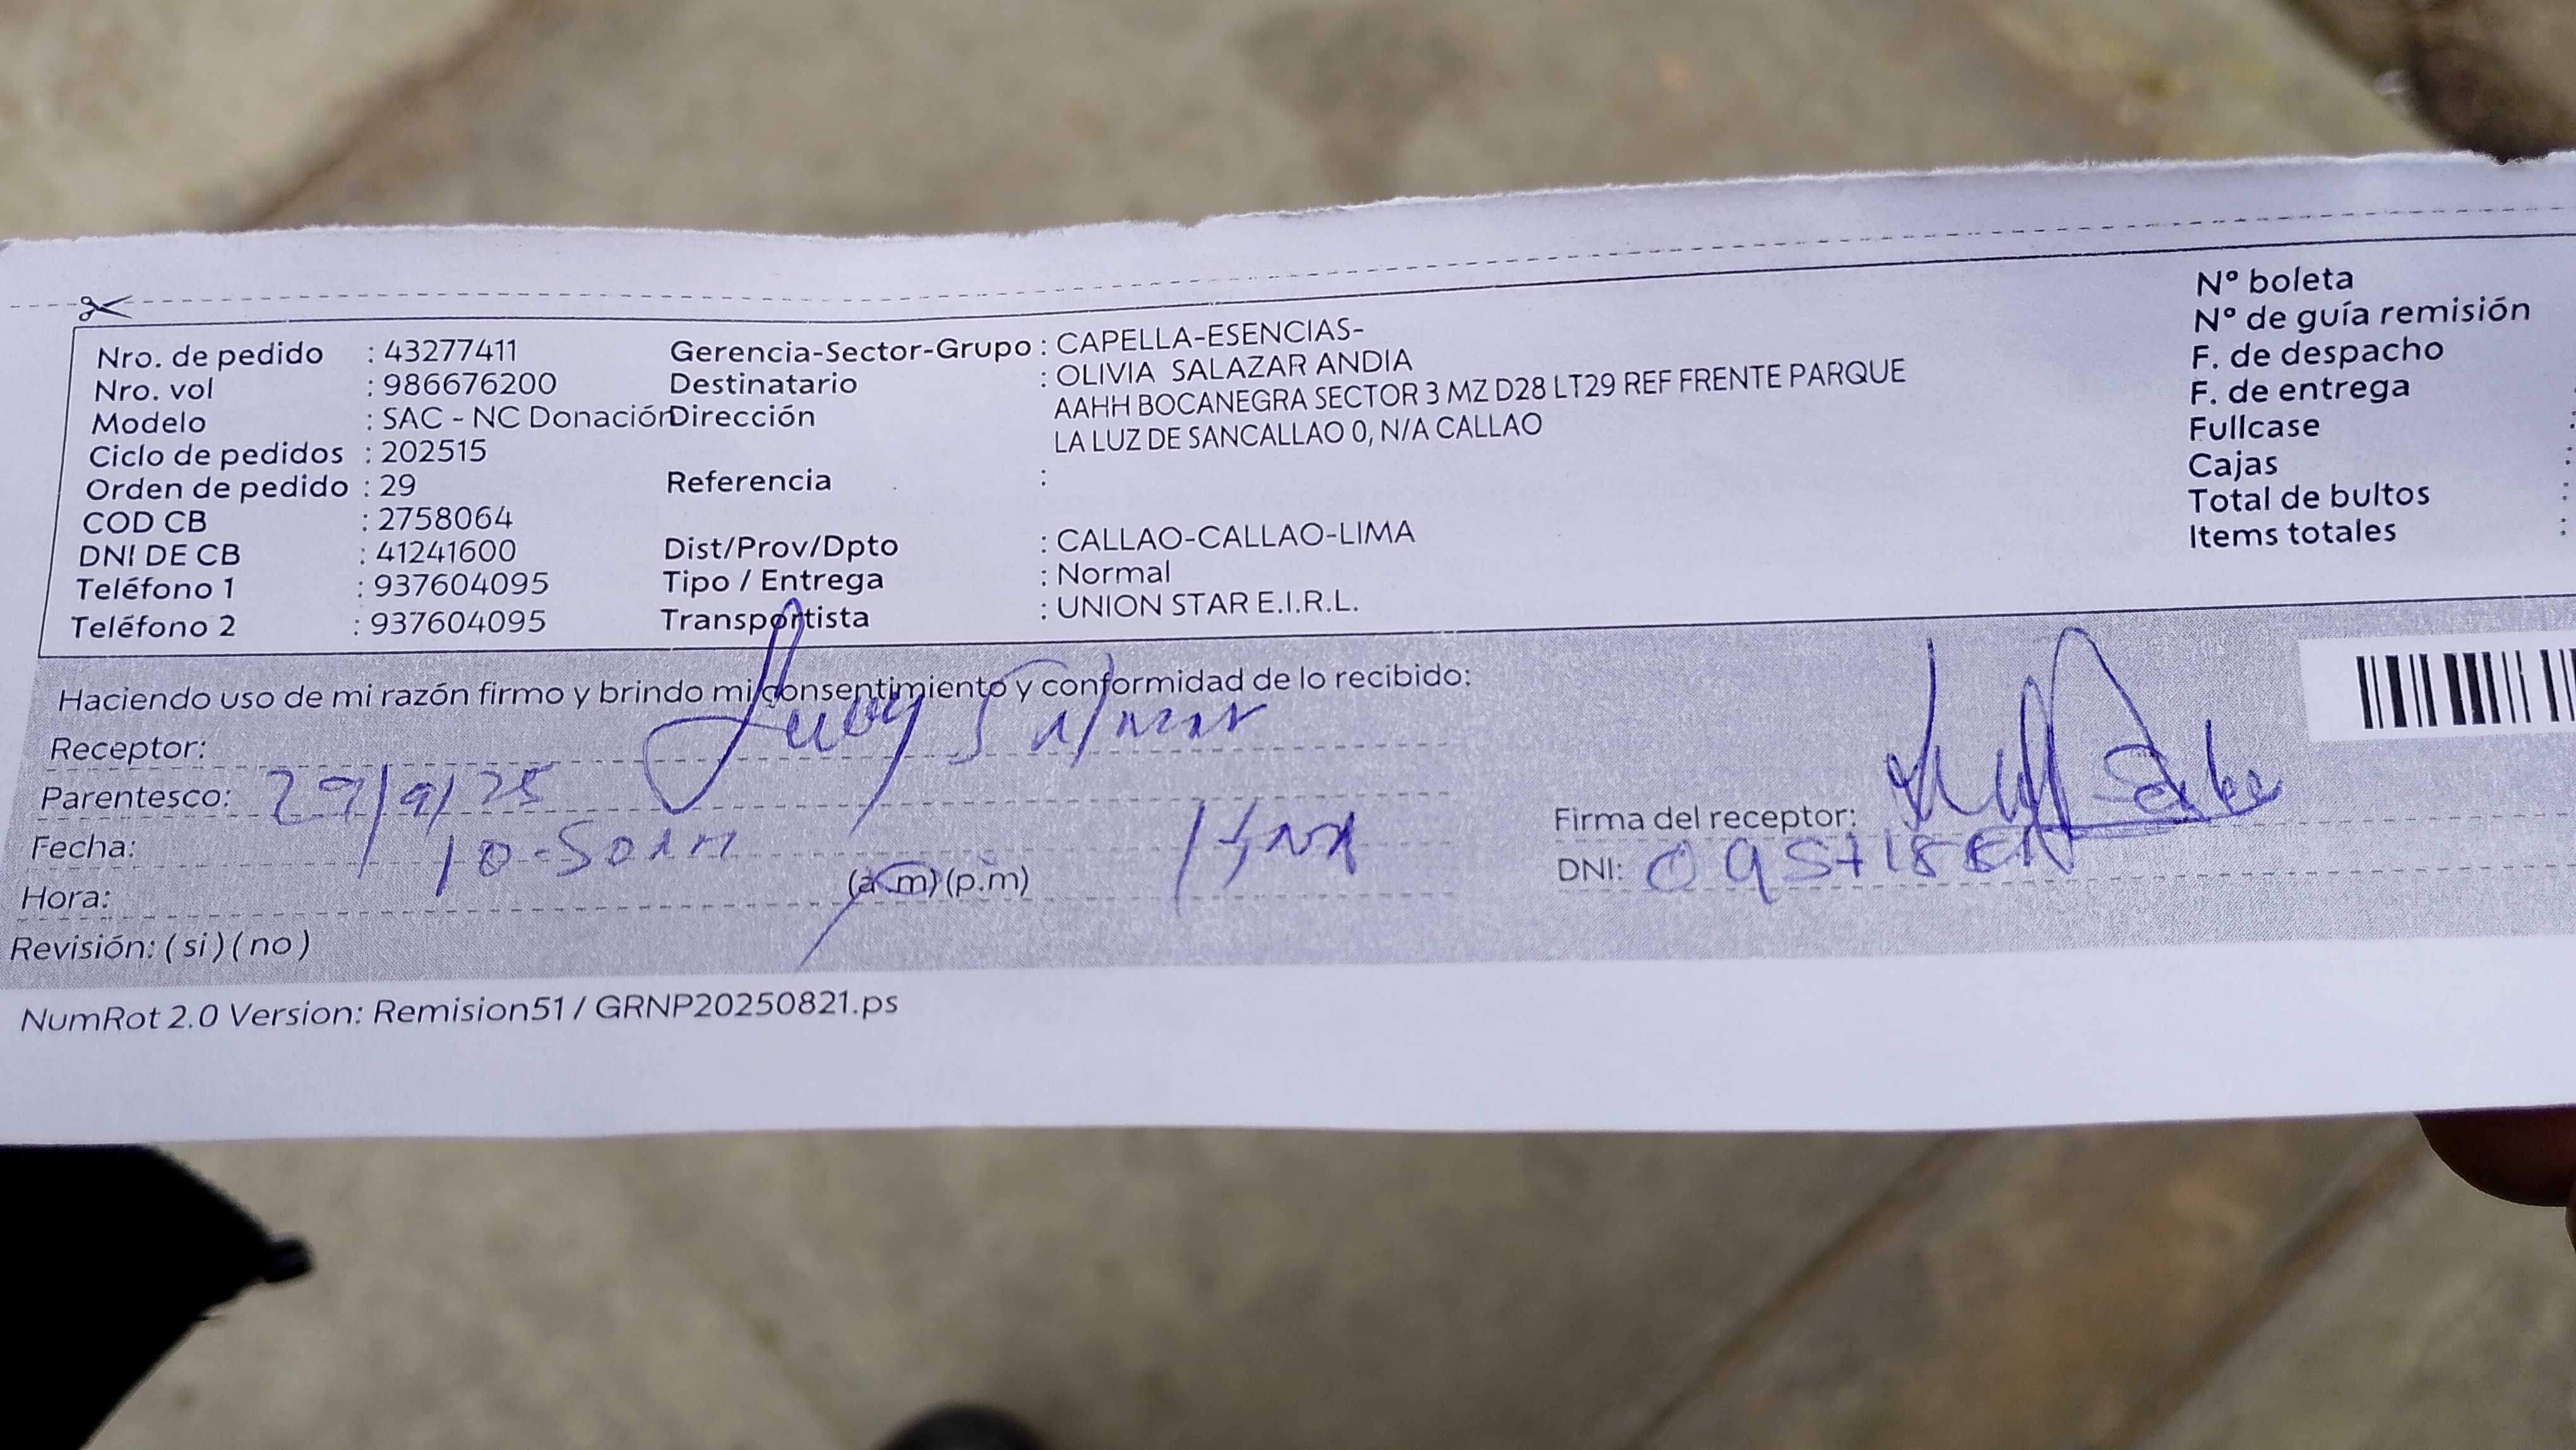 Nro. de pedido : 43277411
Nro. vol : 986676200
Modelo : SAC - NC Donación
Ciclo de pedidos : 202515
Orden de pedido : 29
COD CB : 2758064
DNI DE CB : 41241600
Teléfono 1 : 937604095
Teléfono 2 : 937604095
Gerencia-Sector-Grupo : CAPELLA-ESENCIAS-
Destinatario : OLIVIA SALAZAR ANDIA
Dirección AAHH BOCANEGRA SECTOR 3 MZ D28 LT29 REF FRENTE PARQUE
LA LUZ DE SANCALLAO 0, N/A CALLAO
Referencia :
Dist/Prov/Dpto : CALLAO-CALLAO-LIMA
Tipo / Entrega : Normal
Transportista : UNION STAR E.I.R.L.
Nº boleta
Nº de guía remisión
F. de despacho
F. de entrega
Fullcase :
Cajas :
Total de bultos :
Items totales :
Haciendo uso de mi razón firmo y brindo mi consentimiento y conformidad de lo recibido:
Receptor: Salazar
Parentesco:
Fecha: 29/9/25
Hora: 10-50am (a.m) (p.m)
Revisión: ( si ) ( no )
Firma del receptor:
DNI:
NumRot 2.0 Version: Remision51 / GRNP20250821.ps